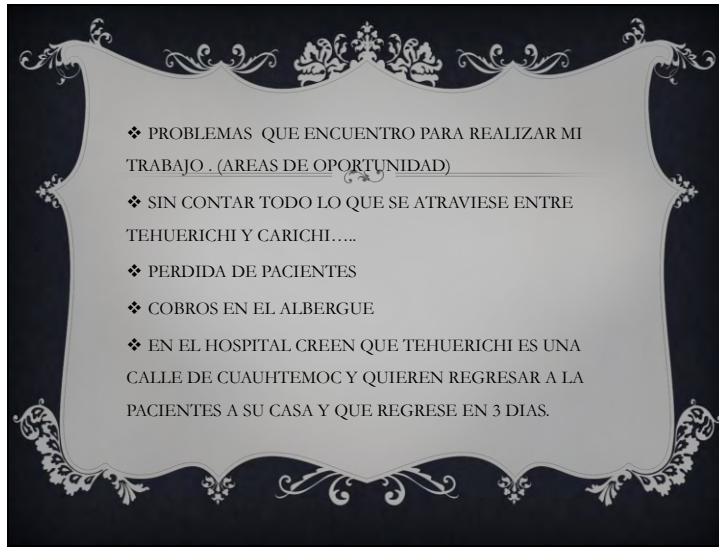 ❖ PROBLEMAS QUE ENCUENTRO PARA REALIZAR MI
TRABAJO . (AREAS DE OPORTUNIDAD)
❖ SIN CONTAR TODO LO QUE SE ATRAVIESE ENTRE
TEHUERICHI Y CARICHI…..
❖ PERDIDA DE PACIENTES
❖ COBROS EN EL ALBERGUE
❖ EN EL HOSPITAL CREEN QUE TEHUERICHI ES UNA
CALLE DE CUAUHTEMOC Y QUIEREN REGRESAR A LA
PACIENTES A SU CASA Y QUE REGRESE EN 3 DIAS.